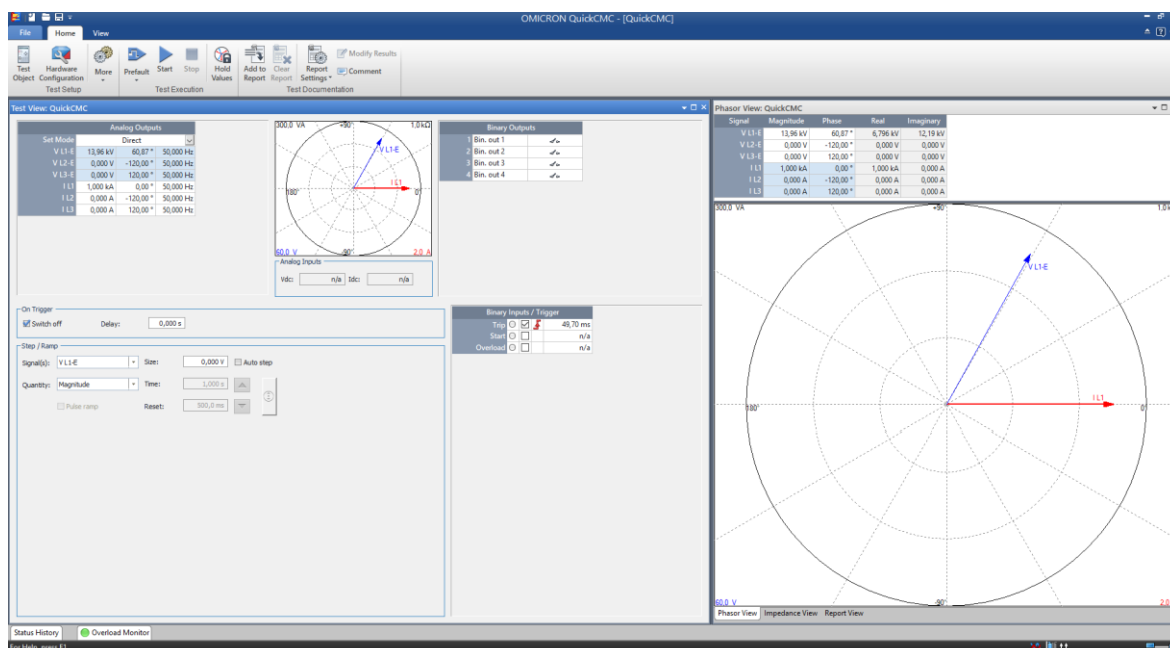 OMICRON QuickCMC - [QuickCMC]
File Home View
Test Object
Hardware Configuration
More
Prefault
Start
Stop
Hold Values
Add to Report
Clear Report
Report Settings
Modify Results
Comment
Test Setup
Test Execution
Test Documentation
Test View: QuickCMC
Analog Outputs
Set Mode Direct
V L1-E 13,96 kV 60,87 ° 50,000 Hz
V L2-E 0,000 V -120,00 ° 50,000 Hz
V L3-E 0,000 V 120,00 ° 50,000 Hz
I L1 1,000 kA 0,00 ° 50,000 Hz
I L2 0,000 A -120,00 ° 50,000 Hz
I L3 0,000 A 120,00 ° 50,000 Hz
300,0 VA +90° 1,0 kΩ
V L1-E
I L1
180° 0°
60,0 V -90° 2,0 A
Analog Inputs
Vdc: n/a Idc: n/a
Binary Outputs
1 Bin. out 1
2 Bin. out 2
3 Bin. out 3
4 Bin. out 4
On Trigger
Switch off Delay: 0,000 s
Step / Ramp
Signal(s): V L1-E Size: 0,000 V Auto step
Quantity: Magnitude Time: 1,000 s
Pulse ramp Reset: 500,0 ms
Binary Inputs / Trigger
Trip 49,70 ms
Start n/a
Overload n/a
Phasor View: QuickCMC
Signal Magnitude Phase Real Imaginary
V L1-E 13,96 kV 60,87 ° 6,796 kV 12,19 kV
V L2-E 0,000 V -120,00 ° 0,000 V 0,000 V
V L3-E 0,000 V 120,00 ° 0,000 V 0,000 V
I L1 1,000 kA 0,00 ° 1,000 kA 0,000 A
I L2 0,000 A -120,00 ° 0,000 A 0,000 A
I L3 0,000 A 120,00 ° 0,000 A 0,000 A
300,0 VA +90°
V L1-E
I L1
180° 0°
60,0 V -90°
Phasor View Impedance View Report View
Status History Overload Monitor
For Help, press F1